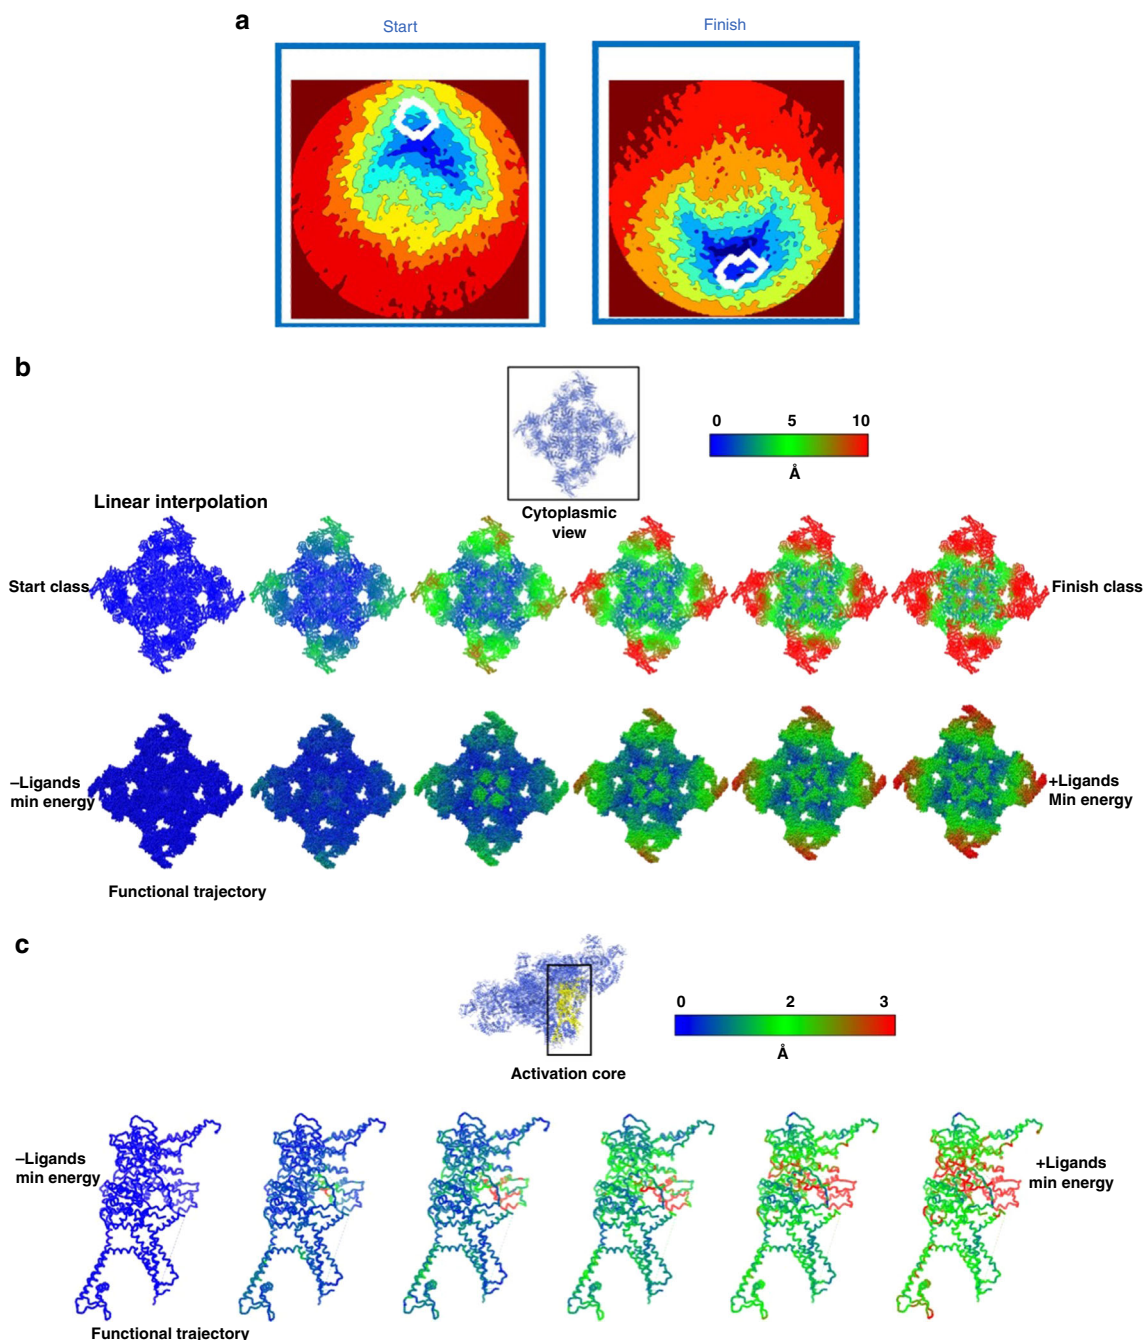 a
Start
Finish
b
0 5 10
Å
Linear interpolation
Cytoplasmic
view
Start class
Finish class
–Ligands
min energy
+Ligands
Min energy
Functional trajectory
c
0 2 3
Å
Activation core
–Ligands
min energy
+Ligands
min energy
Functional trajectory